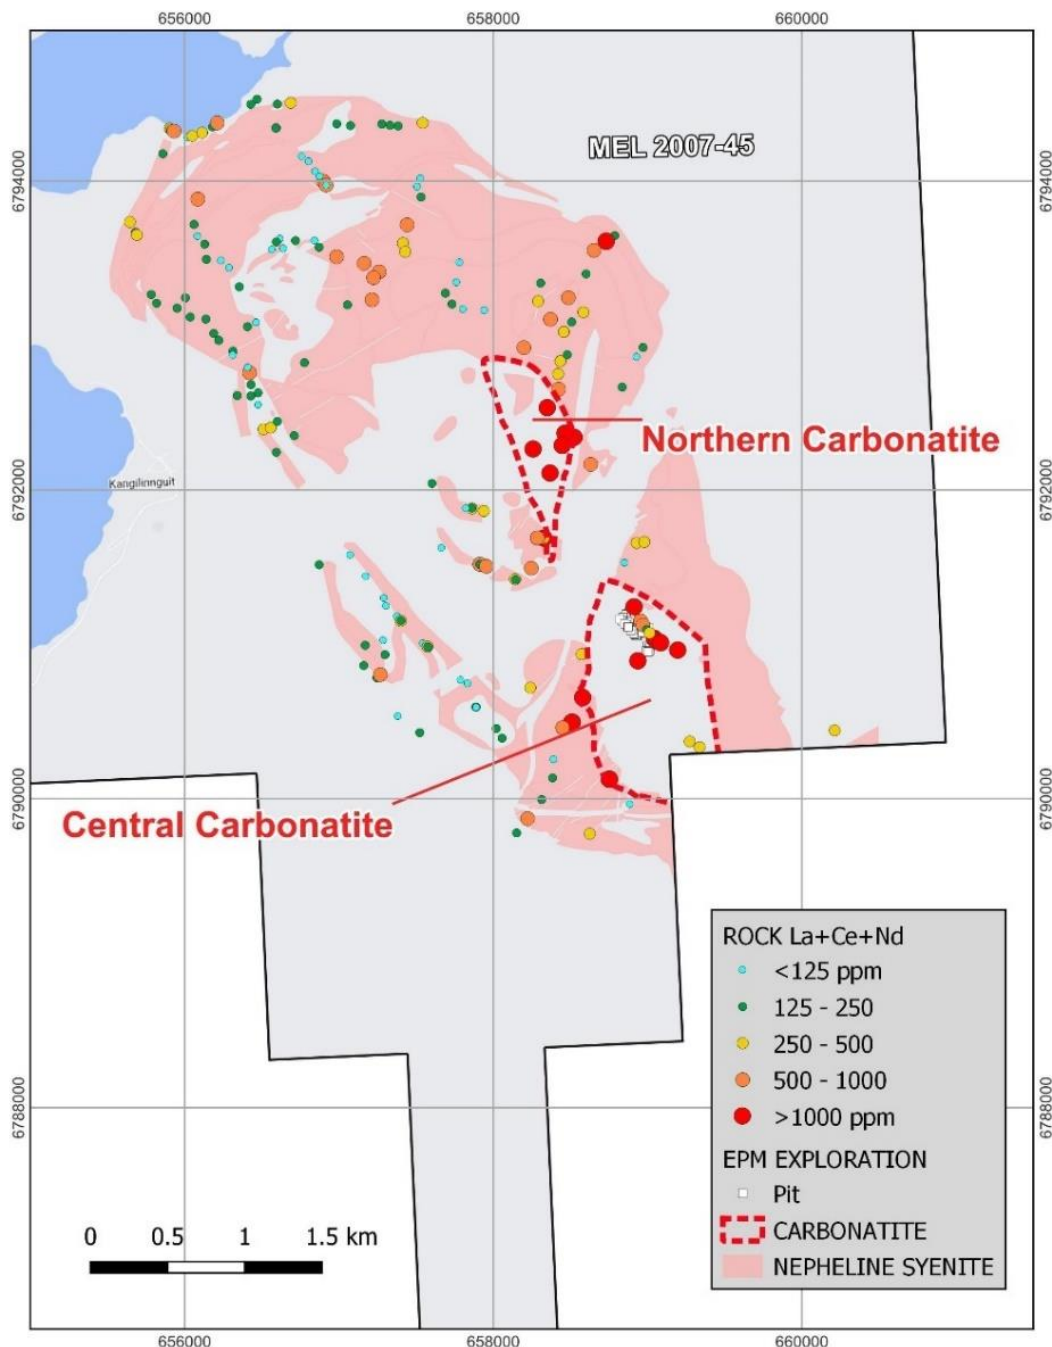 656000
658000
660000
MEL 2007-45
6794000
6794000
Northern Carbonatite
6792000
Kangilinnguit
6792000
6790000
6790000
Central Carbonatite
ROCK La+Ce+Nd
<125 ppm
125 - 250
250 - 500
500 - 1000
>1000 ppm
EPM EXPLORATION
Pit
CARBONATITE
NEPHELINE SYENITE
6788000
6788000
0 0.5 1 1.5 km
656000
658000
660000